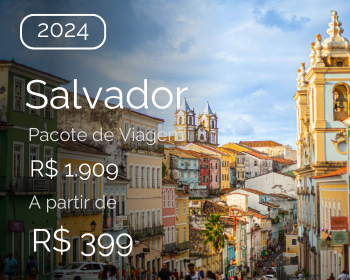 2024
Salvador
Pacote de Viagem
R$ 1.909
A partir de
R$ 399